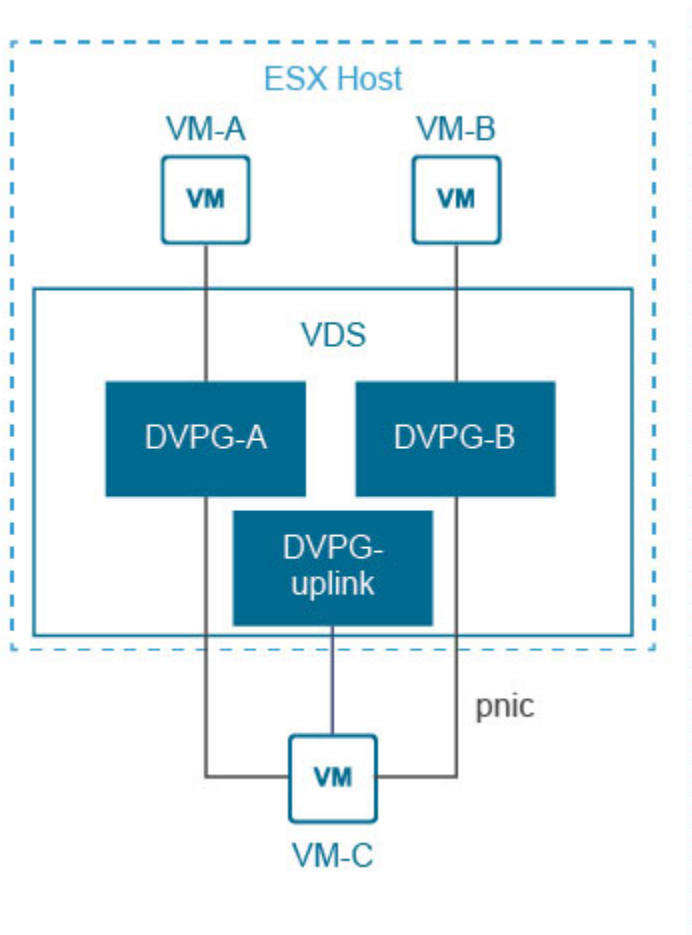 ESX Host
VM-A
VM-B
VM
VM
VDS
DVPG-A
DVPG-B
DVPG-
uplink
pnic
VM
VM-C